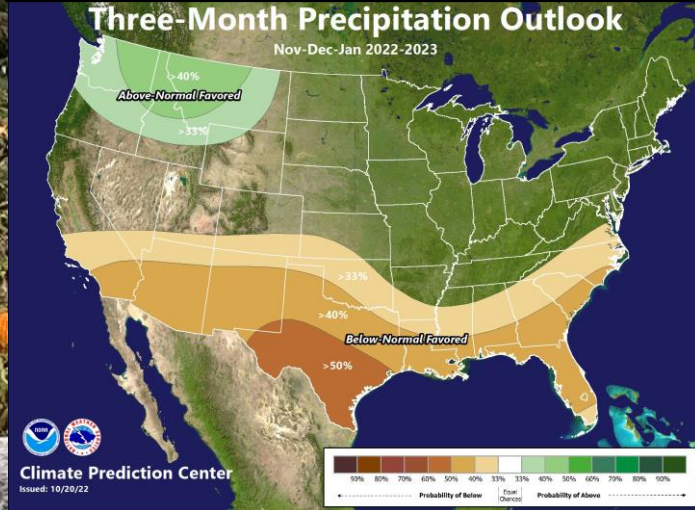 Three-Month Precipitation Outlook
Nov-Dec-Jan 2022-2023
>40%
Above-Normal Favored
>33%
>33%
>40%
Below-Normal Favored
>50%
NOAA
Climate Prediction Center
Issued: 10/20/22
90% 80% 70% 60% 50% 40% 33% 33% 40% 50% 60% 70% 80% 90%
Probability of Below Equal Chances Probability of Above